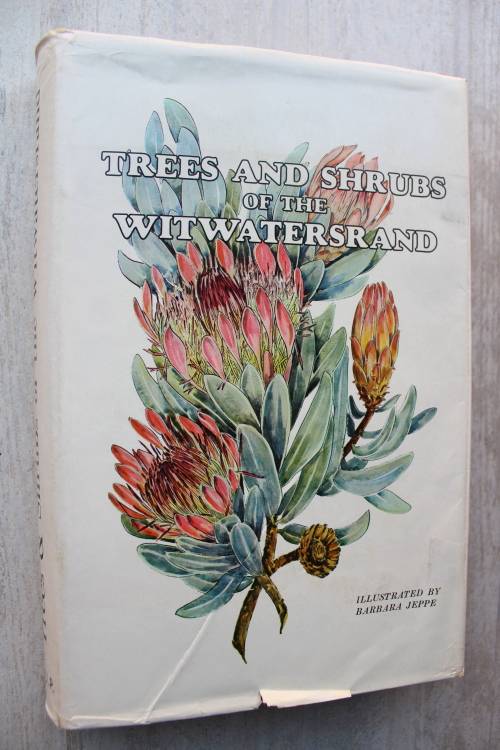 TREES AND SHRUBS
OF THE
WITWATERSRAND
ILLUSTRATED BY
BARBARA JEPPE